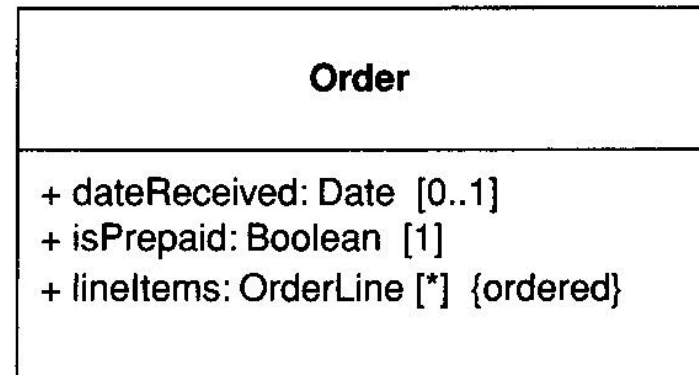 Order
+ dateReceived: Date [0..1]
+ isPrepaid: Boolean [1]
+ lineItems: OrderLine [*] {ordered}